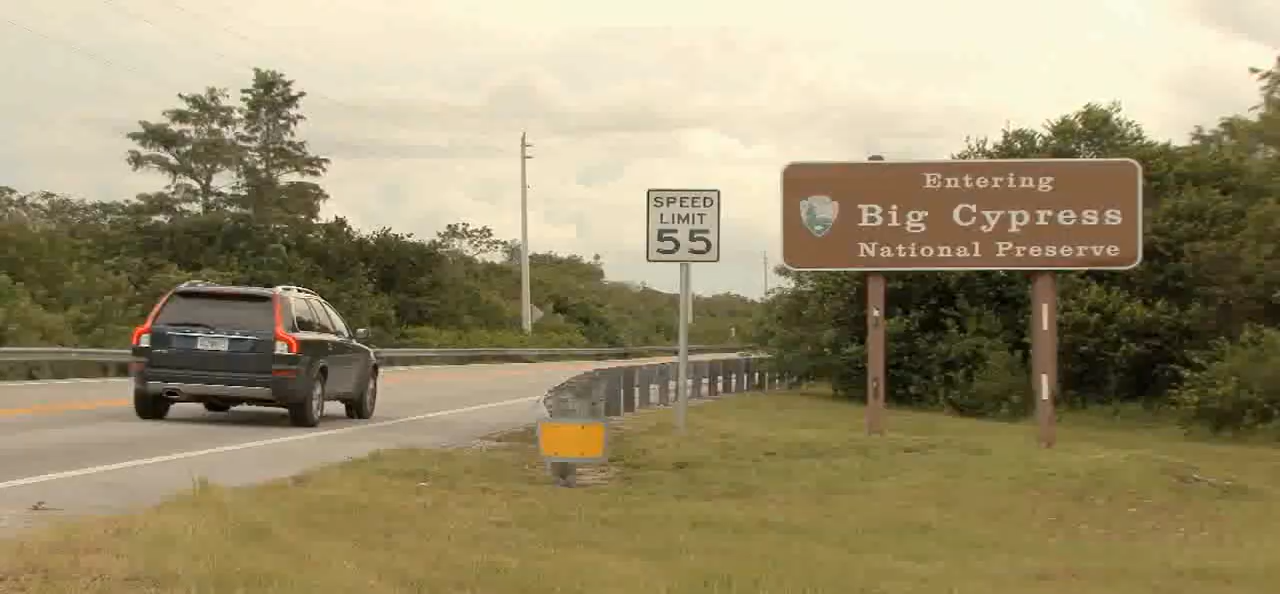 SPEED
LIMIT
55
Entering
Big Cypress
National Preserve